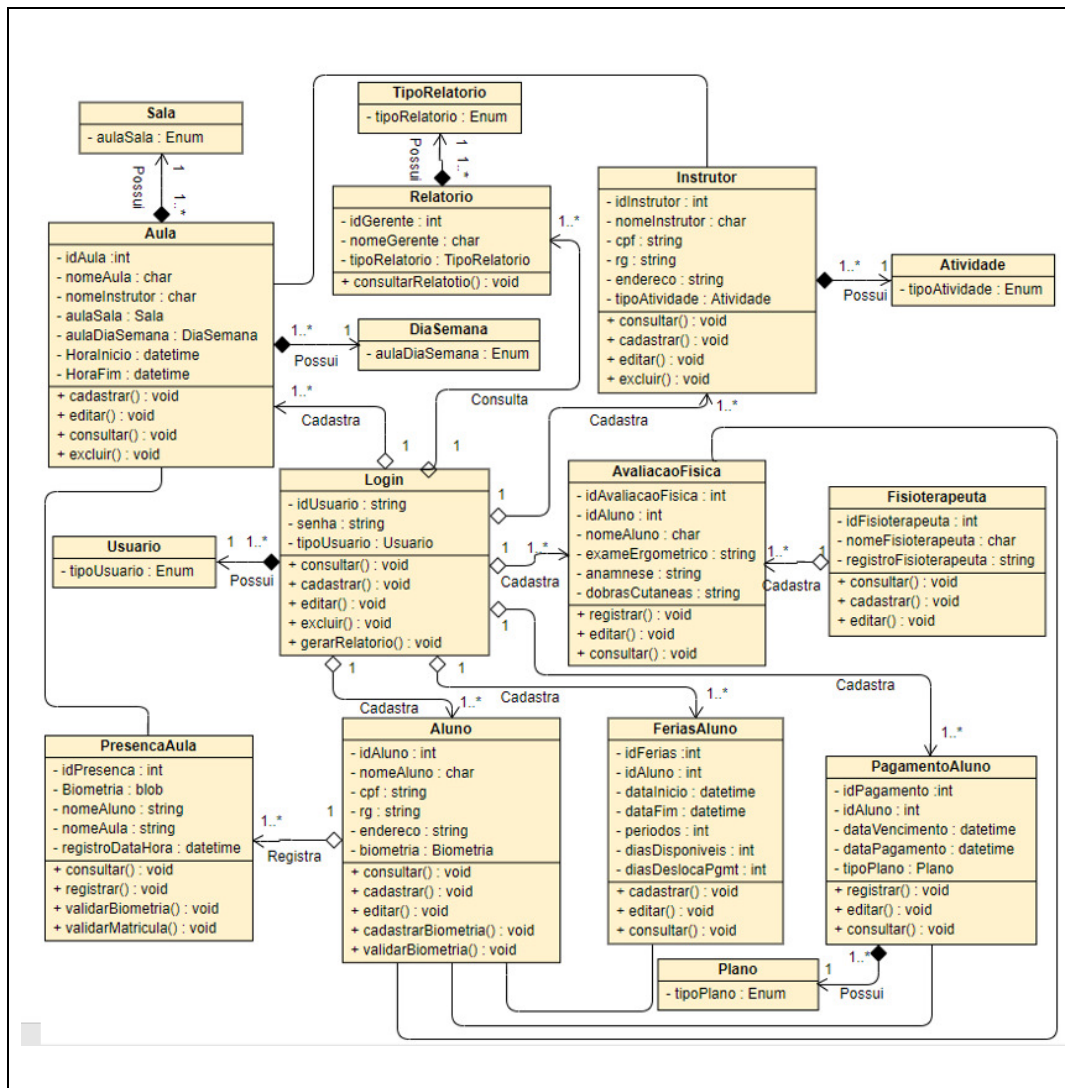 Sala
- aulaSala : Enum
Possui
1
1..*
TipoRelatorio
- tipoRelatorio : Enum
Possui
1
1..*
Relatorio
- idGerente : int
- nomeGerente : char
- tipoRelatorio : TipoRelatorio
+ consultarRelatotio() : void
1..*
Instrutor
- idInstrutor : int
- nomeInstrutor : char
- cpf : string
- rg : string
- endereco : string
- tipoAtividade : Atividade
+ consultar() : void
+ cadastrar() : void
+ editar() : void
+ excluir() : void
1..*
1
Possui
Atividade
- tipoAtividade : Enum
Aula
- idAula :int
- nomeAula : char
- nomeInstrutor : char
- aulaSala : Sala
- aulaDiaSemana : DiaSemana
- HoraInicio : datetime
- HoraFim : datetime
+ cadastrar() : void
+ editar() : void
+ consultar() : void
+ excluir() : void
1..*
1
Possui
DiaSemana
- aulaDiaSemana : Enum
1..*
Cadastra
1
Consulta
1
Cadastra
1..*
1
Login
- idUsuario : string
- senha : string
- tipoUsuario : Usuario
+ consultar() : void
+ cadastrar() : void
+ editar() : void
+ excluir() : void
+ gerarRelatorio() : void
Usuario
- tipoUsuario : Enum
1
1..*
Possui
1
1..*
Cadastra
AvaliacaoFisica
- idAvaliacaoFisica : int
- idAluno : int
- nomeAluno : char
- exameErgometrico : string
- anamnese : string
- dobrasCutaneas : string
+ registrar() : void
+ editar() : void
+ consultar() : void
1..*
1
Cadastra
Fisioterapeuta
- idFisioterapeuta : int
- nomeFisioterapeuta : char
- registroFisioterapeuta : string
+ consultar() : void
+ cadastrar() : void
+ editar() : void
1
Cadastra
1..*
1
Cadastra
1..*
1
Cadastra
1..*
PresencaAula
- idPresenca : int
- Biometria : blob
- nomeAluno : string
- nomeAula : string
- registroDataHora : datetime
+ consultar() : void
+ registrar() : void
+ validarBiometria() : void
+ validarMatricula() : void
1..*
1
Registra
Aluno
- idAluno : int
- nomeAluno : char
- cpf : string
- rg : string
- endereco : string
- biometria : Biometria
+ consultar() : void
+ cadastrar() : void
+ editar() : void
+ cadastrarBiometria() : void
+ validarBiometria() : void
FeriasAluno
- idFerias :int
- idAluno : int
- dataInicio : datetime
- dataFim : datetime
- periodos : int
- diasDisponiveis : int
- diasDeslocaPgmt : int
+ cadastrar() : void
+ editar() : void
+ consultar() : void
PagamentoAluno
- idPagamento :int
- idAluno : int
- dataVencimento : datetime
- dataPagamento : datetime
- tipoPlano : Plano
+ registrar() : void
+ editar() : void
+ consultar() : void
1..*
1
Possui
Plano
- tipoPlano : Enum